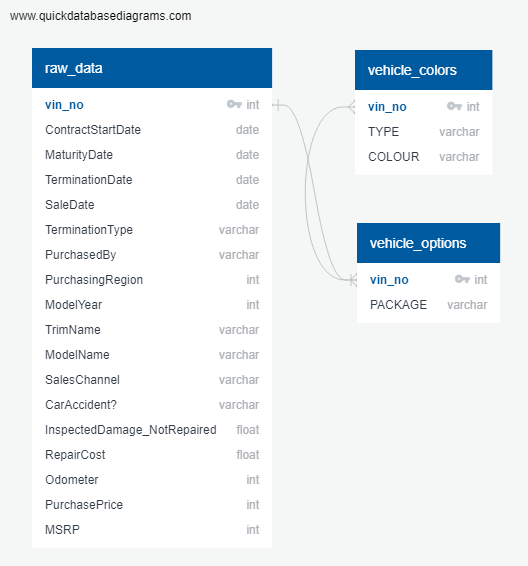 www.quickdatabasediagrams.com
raw_data
vin_no int
ContractStartDate date
MaturityDate date
TerminationDate date
SaleDate date
TerminationType varchar
PurchasedBy varchar
PurchasingRegion int
ModelYear int
TrimName varchar
ModelName varchar
SalesChannel varchar
CarAccident? varchar
InspectedDamage_NotRepaired float
RepairCost float
Odometer int
PurchasePrice int
MSRP int
vehicle_colors
vin_no int
TYPE varchar
COLOUR varchar
vehicle_options
vin_no int
PACKAGE varchar